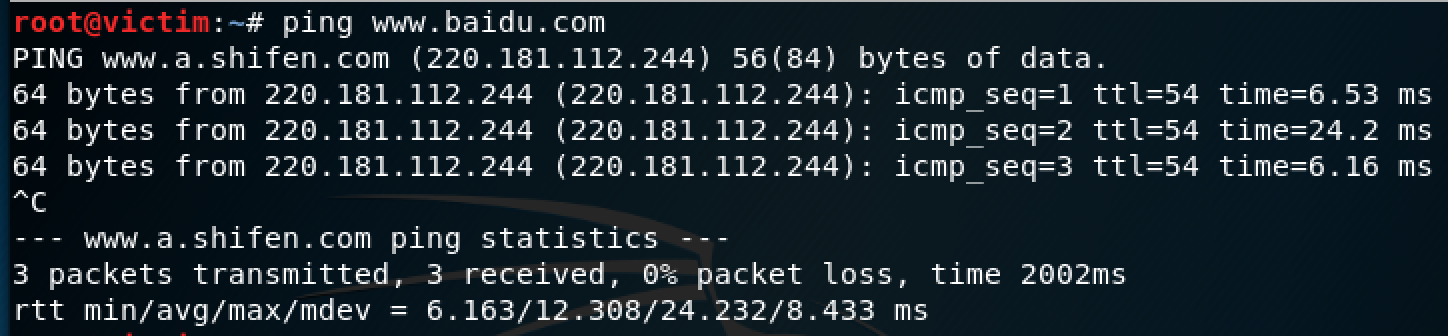 root@victim:~# ping www.baidu.com
PING www.a.shifen.com (220.181.112.244) 56(84) bytes of data.
64 bytes from 220.181.112.244 (220.181.112.244): icmp_seq=1 ttl=54 time=6.53 ms
64 bytes from 220.181.112.244 (220.181.112.244): icmp_seq=2 ttl=54 time=24.2 ms
64 bytes from 220.181.112.244 (220.181.112.244): icmp_seq=3 ttl=54 time=6.16 ms
^C
--- www.a.shifen.com ping statistics ---
3 packets transmitted, 3 received, 0% packet loss, time 2002ms
rtt min/avg/max/mdev = 6.163/12.308/24.232/8.433 ms